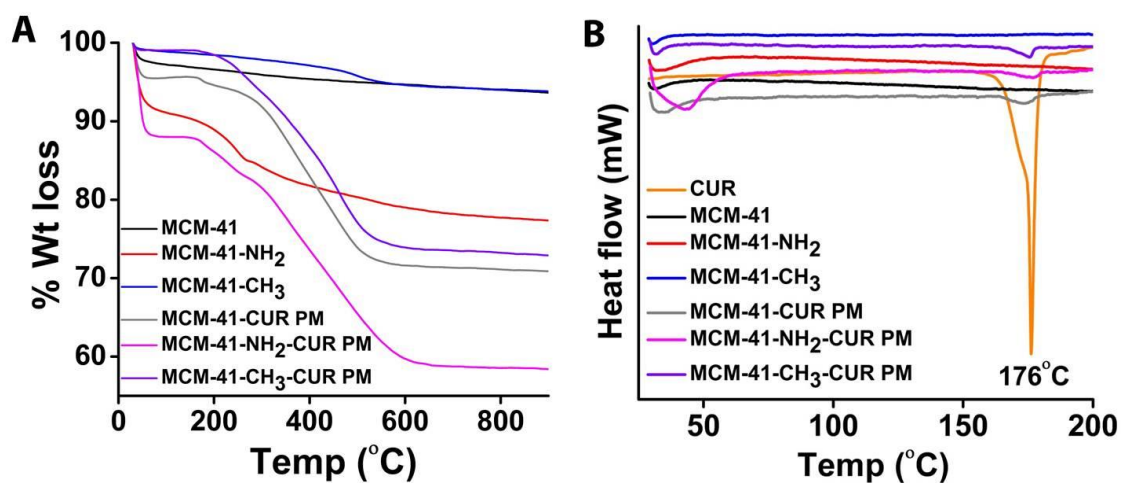 A
% Wt loss
100
90
80
70
60
MCM-41
MCM-41-NH2
MCM-41-CH3
MCM-41-CUR PM
MCM-41-NH2-CUR PM
MCM-41-CH3-CUR PM
0 200 400 600 800
Temp (°C)
B
Heat flow (mW)
CUR
MCM-41
MCM-41-NH2
MCM-41-CH3
MCM-41-CUR PM
MCM-41-NH2-CUR PM
MCM-41-CH3-CUR PM
176°C
50 100 150 200
Temp (°C)